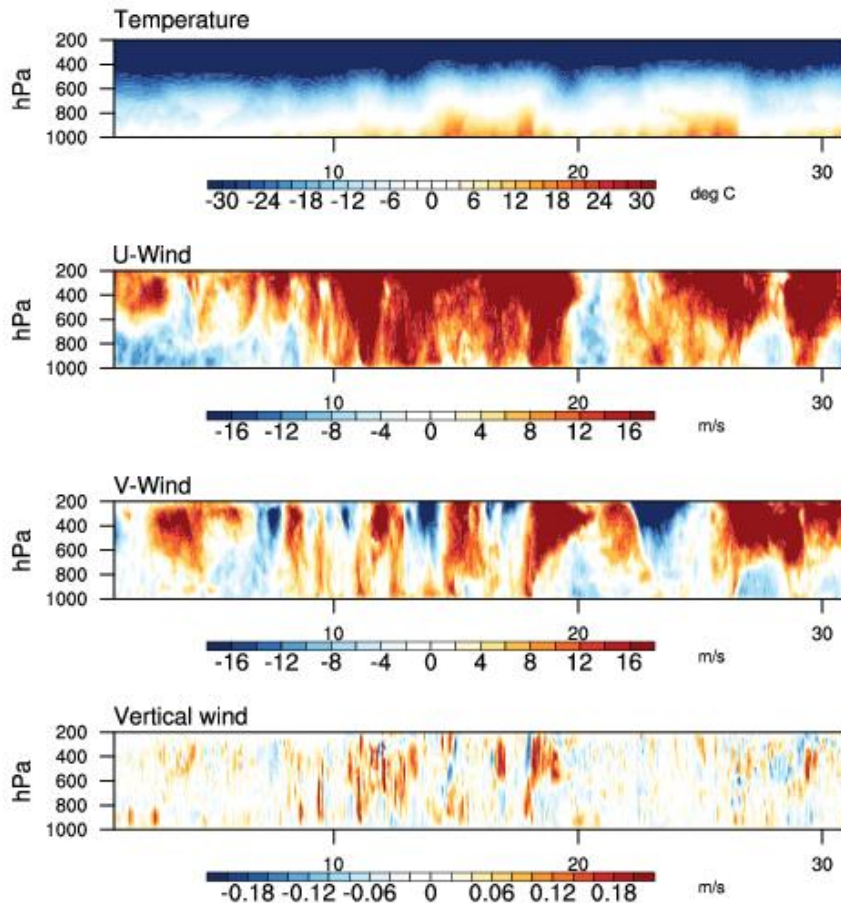 Temperature
200
400
600
800
1000
hPa
10 20 30
-30 -24 -18 -12 -6 0 6 12 18 24 30 deg C
U-Wind
200
400
600
800
1000
hPa
10 20 30
-16 -12 -8 -4 0 4 8 12 16 m/s
V-Wind
200
400
600
800
1000
hPa
10 20 30
-16 -12 -8 -4 0 4 8 12 16 m/s
Vertical wind
200
400
600
800
1000
hPa
10 20 30
-0.18 -0.12 -0.06 0 0.06 0.12 0.18 m/s